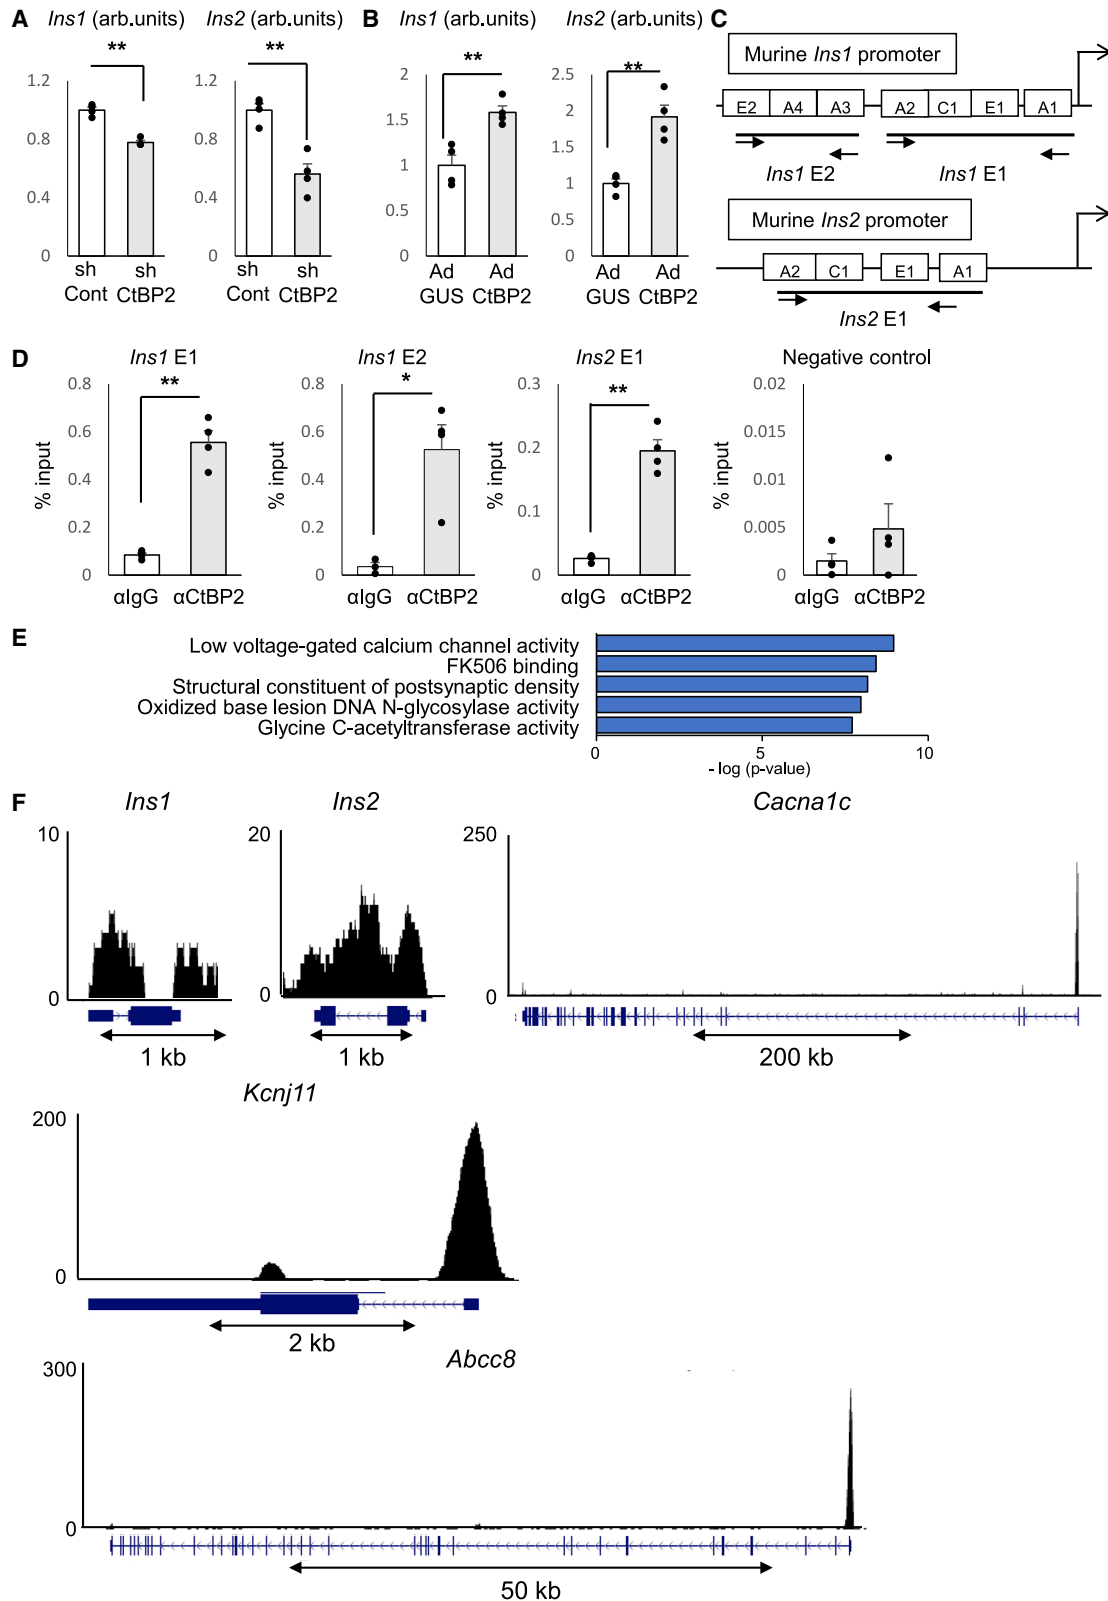 A
Ins1 (arb.units)
**
1.2
0.8
0.4
0
sh
Cont
sh
CtBP2
Ins2 (arb.units)
**
1.2
0.8
0.4
0
sh
Cont
sh
CtBP2
B
Ins1 (arb.units)
**
2
1.5
1
0.5
0
Ad
GUS
Ad
CtBP2
Ins2 (arb.units)
**
2.5
2
1.5
1
0.5
0
Ad
GUS
Ad
CtBP2
C
Murine Ins1 promoter
E2 A4 A3 A2 C1 E1 A1
Ins1 E2 Ins1 E1
Murine Ins2 promoter
A2 C1 E1 A1
Ins2 E1
D
Ins1 E1
**
% input
0.8
0.6
0.4
0.2
0
αIgG αCtBP2
Ins1 E2
*
% input
0.8
0.6
0.4
0.2
0
αIgG αCtBP2
Ins2 E1
**
% input
0.3
0.2
0.1
0
αIgG αCtBP2
Negative control
% input
0.02
0.015
0.01
0.005
0
αIgG αCtBP2
E
Low voltage-gated calcium channel activity
FK506 binding
Structural constituent of postsynaptic density
Oxidized base lesion DNA N-glycosylase activity
Glycine C-acetyltransferase activity
0 5 10
- log (p-value)
F
Ins1
10
0
1 kb
Ins2
20
0
1 kb
Cacna1c
250
0
200 kb
Kcnj11
200
0
2 kb
Abcc8
300
0
50 kb